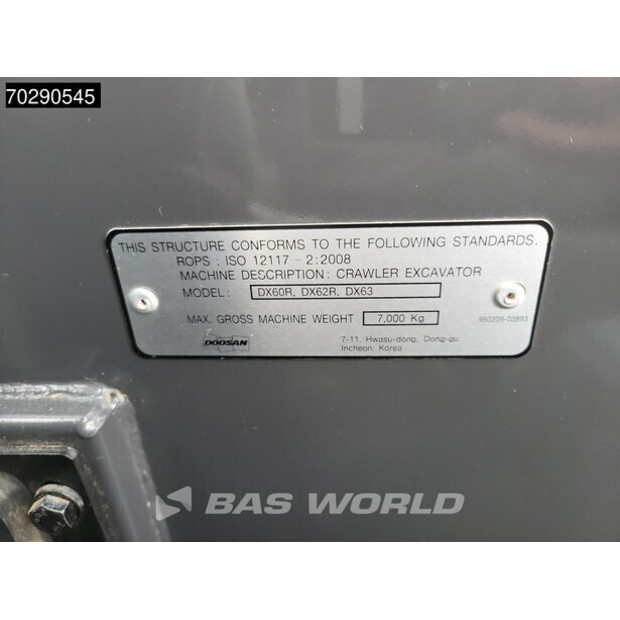 70290545
THIS STRUCTURE CONFORMS TO THE FOLLOWING STANDARDS.
ROPS : ISO 12117 - 2:2008
MACHINE DESCRIPTION : CRAWLER EXCAVATOR
MODEL : DX60R, DX62R, DX63
MAX. GROSS MACHINE WEIGHT 7,000 Kg
950209-03893
DOOSAN
7-11, Hwasu-dong, Dong-gu,
Incheon, Korea
BAS WORLD